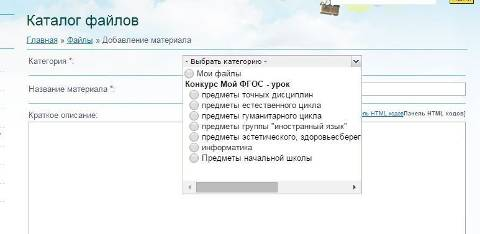 Каталог файлов
Главная » Файлы » Добавление материала
Категория *:
- Выбрать категорию -
Мои файлы
Конкурс Мой ФГОС - урок
предметы точных дисциплин
Название материала *:
предметы естественного цикла
предметы гуманитарного цикла
Краткое описание:
HTML кодов
Панель HTML кодов]
предметы группы "иностранный язык"
предметы эстетического, здоровьесберег
информатика
Предметы начальной школы